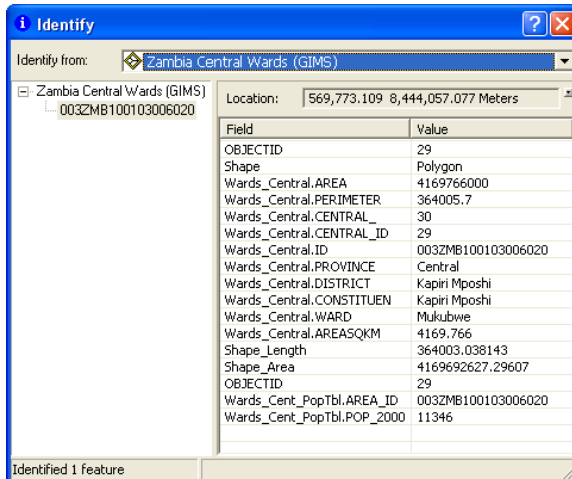 Identify
Identify from: Zambia Central Wards (GIMS)
Zambia Central Wards (GIMS)
003ZMB100103006020
Location: 569,773.109 8,444,057.077 Meters
Field Value
OBJECTID 29
Shape Polygon
Wards_Central.AREA 4169766000
Wards_Central.PERIMETER 364005.7
Wards_Central.CENTRAL_ 30
Wards_Central.CENTRAL_ID 29
Wards_Central.ID 003ZMB100103006020
Wards_Central.PROVINCE Central
Wards_Central.DISTRICT Kapiri Mposhi
Wards_Central.CONSTITUEN Kapiri Mposhi
Wards_Central.WARD Mukubwe
Wards_Central.AREASQKM 4169.766
Shape_Length 364003.038143
Shape_Area 4169692627.29607
OBJECTID 29
Wards_Cent_PopTbl.AREA_ID 003ZMB100103006020
Wards_Cent_PopTbl.POP_2000 11346
Identified 1 feature